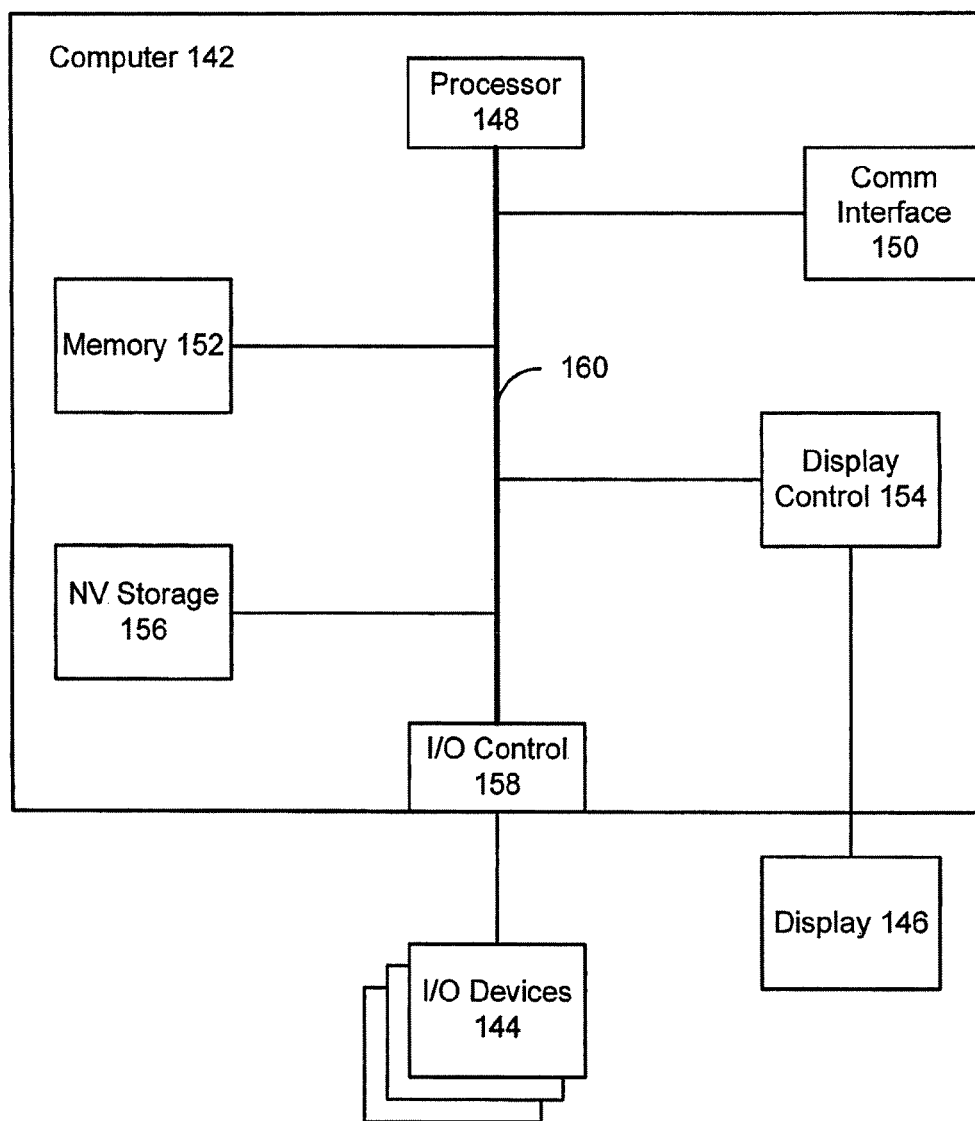 Computer 142
Processor
148
Comm
Interface
150
Memory 152
160
Display
Control 154
NV Storage
156
I/O Control
158
Display 146
I/O Devices
144